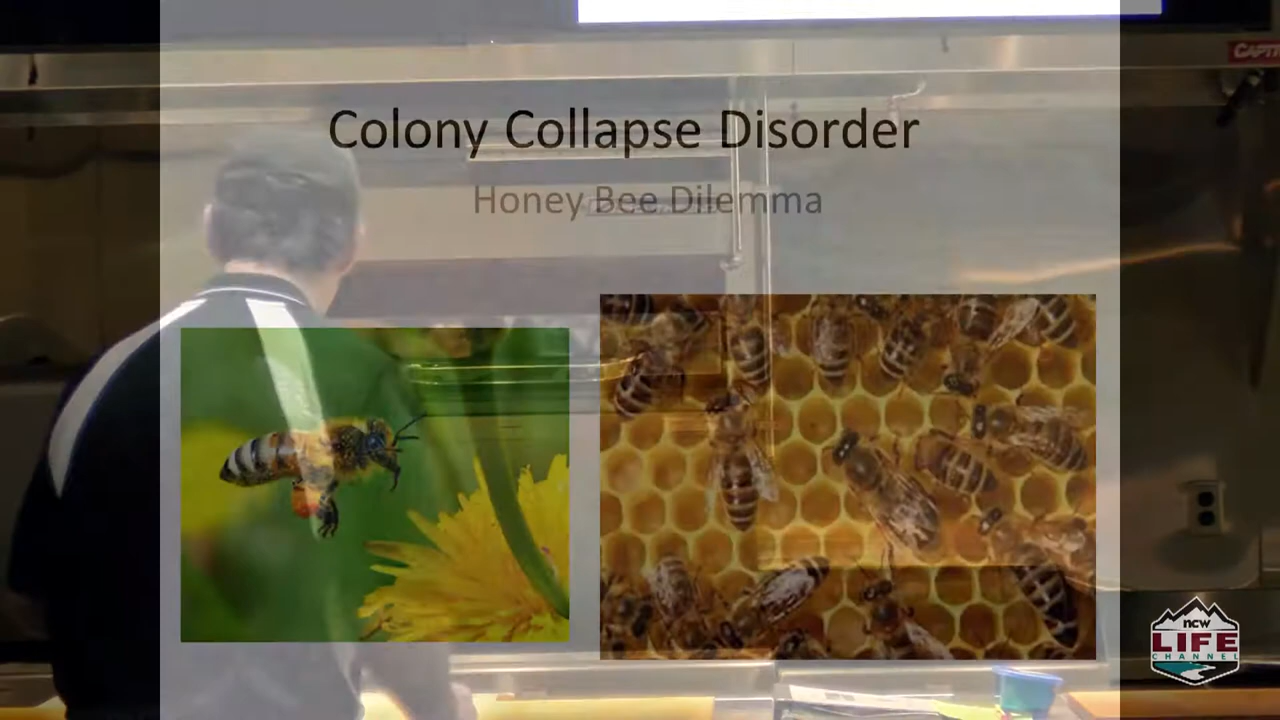 Colony Collapse Disorder
Honey Bee Dilemma
ncw
LIFE
CHANNEL